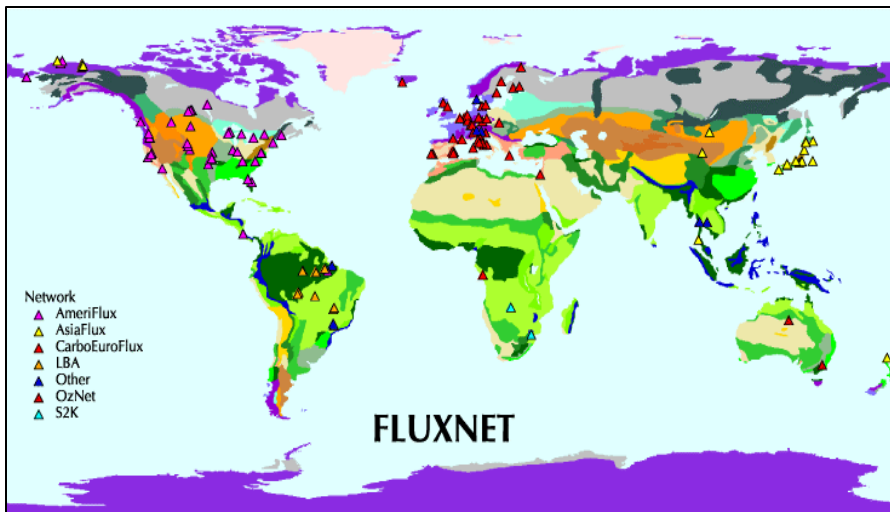 Network
AmeriFlux
AsiaFlux
CarboEuroFlux
LBA
Other
OzNet
S2K
FLUXNET